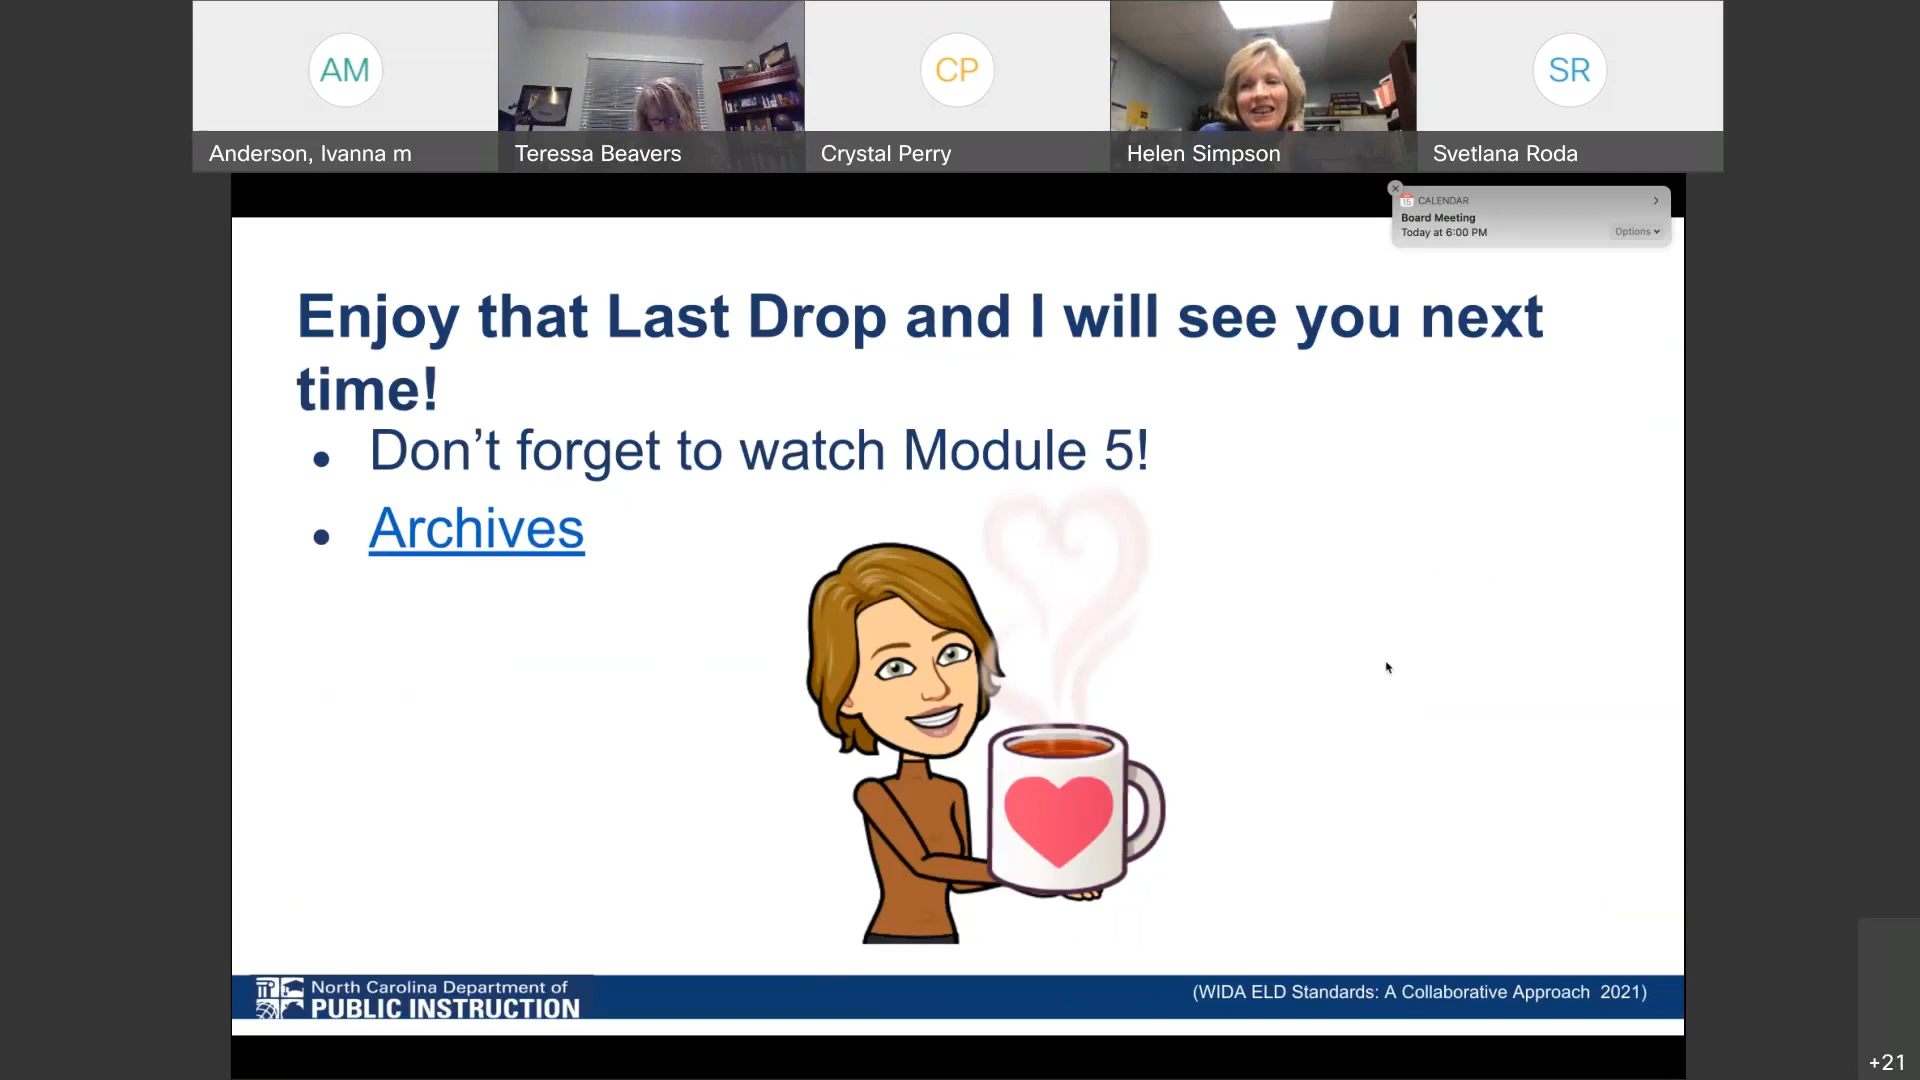 AM
CP
SR
Anderson, Ivanna m
Teressa Beavers
Crystal Perry
Helen Simpson
Svetlana Roda
15
CALENDAR
Board Meeting
Today at 6:00 PM
Options
Enjoy that Last Drop and I will see you next
time!
• Don’t forget to watch Module 5!
• Archives
North Carolina Department of
PUBLIC INSTRUCTION
(WIDA ELD Standards: A Collaborative Approach 2021)
+21